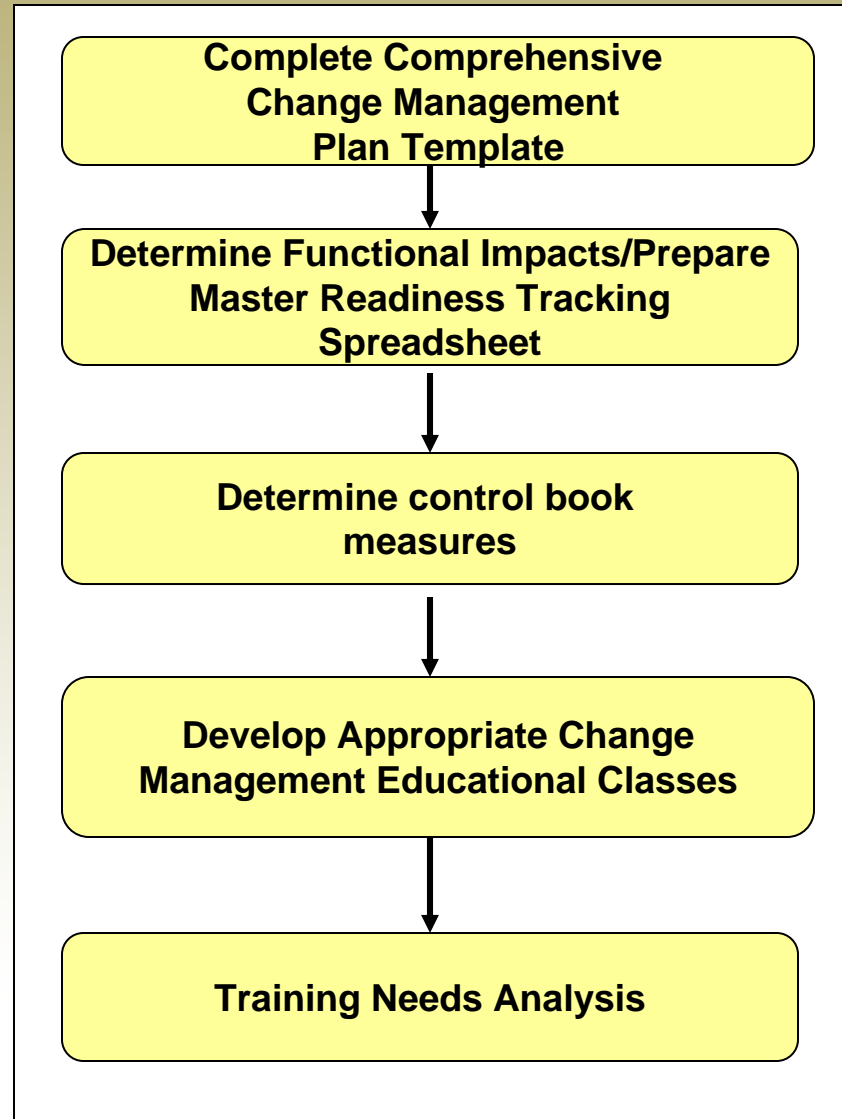 Complete Comprehensive
Change Management
Plan Template
Determine Functional Impacts/Prepare
Master Readiness Tracking
Spreadsheet
Determine control book
measures
Develop Appropriate Change
Management Educational Classes
Training Needs Analysis